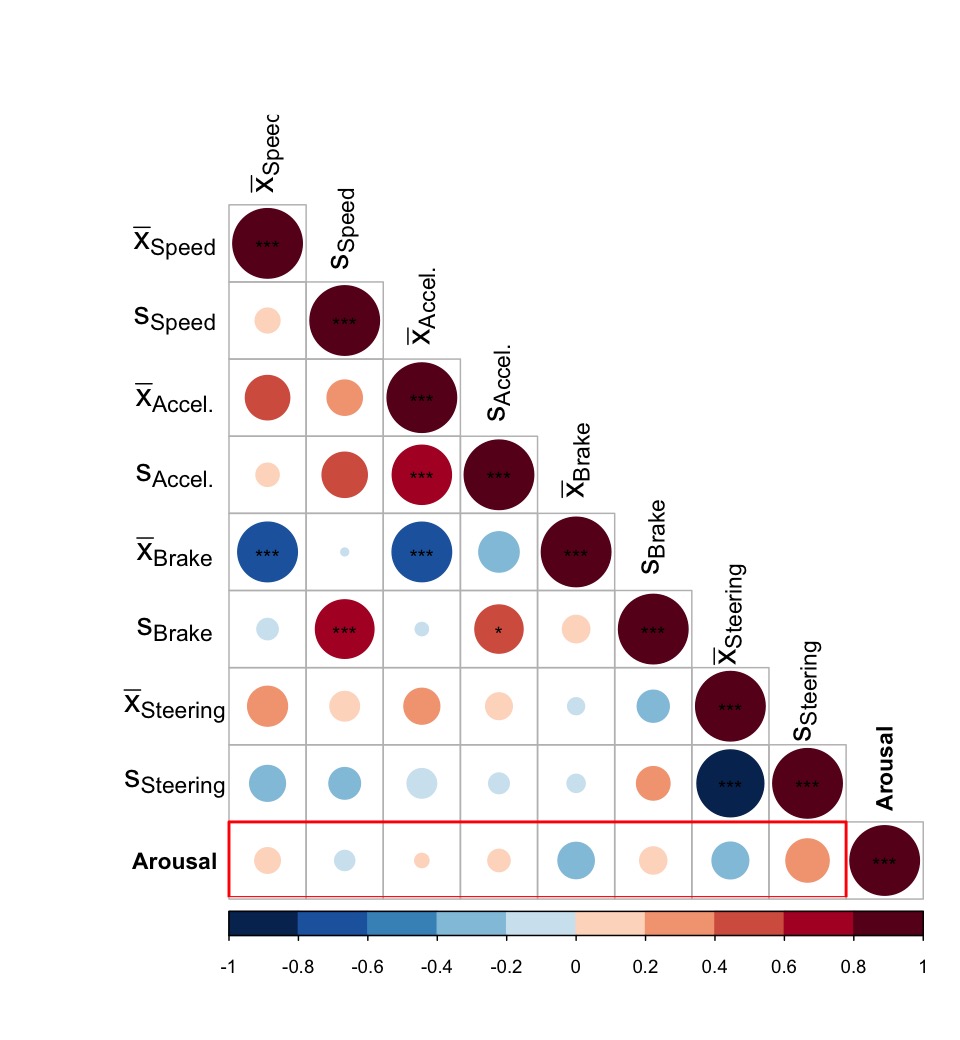 x̅Speed
sSpeed
x̅Accel.
sAccel.
x̅Brake
sBrake
x̅Steering
sSteering
Arousal
x̅Speed ***
sSpeed ***
x̅Accel. ***
sAccel. *** ***
x̅Brake *** *** ***
sBrake *** * ***
x̅Steering ***
sSteering *** ***
Arousal ***
-1 -0.8 -0.6 -0.4 -0.2 0 0.2 0.4 0.6 0.8 1